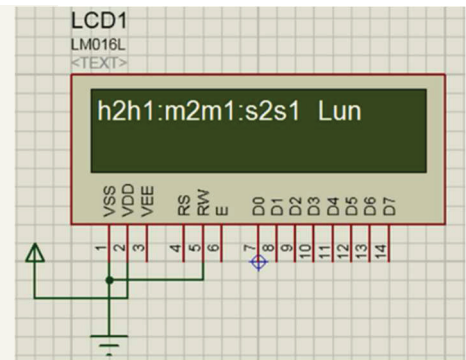 LCD1
LM016L
<TEXT>
h2h1:m2m1:s2s1 Lun
VSS VDD VEE RS RW E D0 D1 D2 D3 D4 D5 D6 D7
1 2 3 4 5 6 7 8 9 10 11 12 13 14